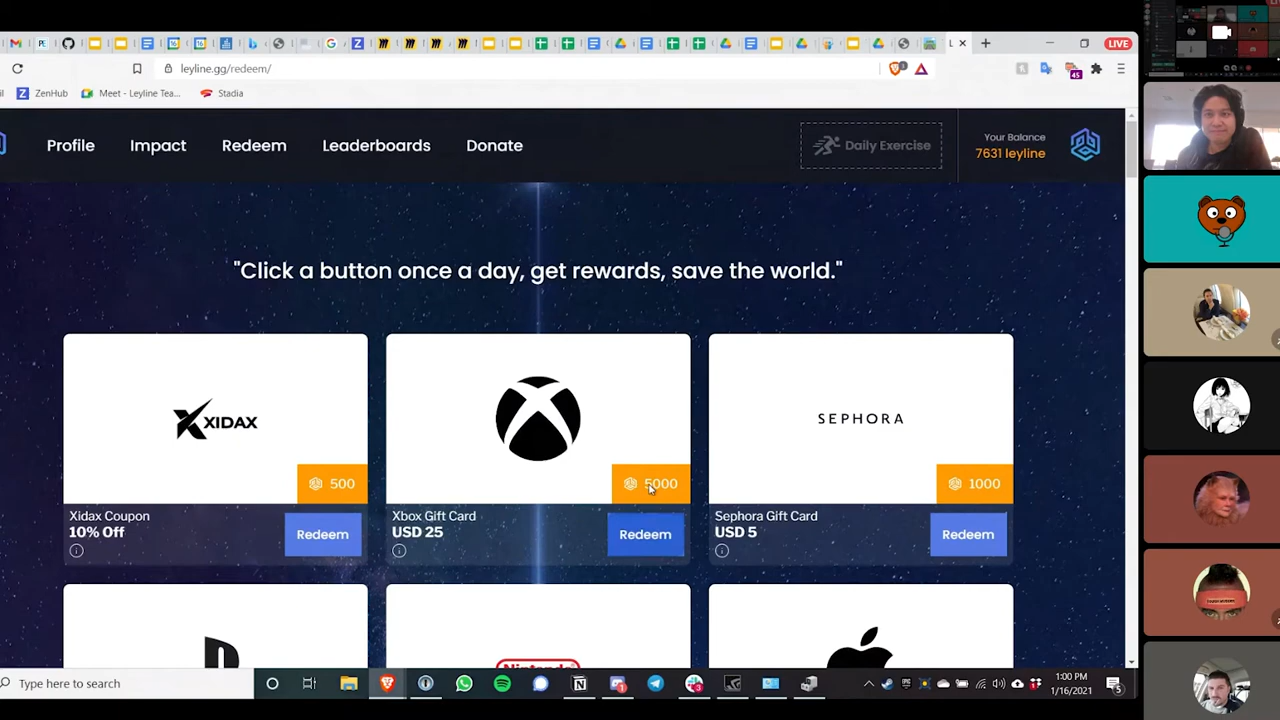 LIVE
leyline.gg/redeem/
45
ZenHub
Meet - Leyline Tea...
Stadia
Profile
Impact
Redeem
Leaderboards
Donate
Daily Exercise
Your Balance
7631 leyline
"Click a button once a day, get rewards, save the world."
XIDAX
500
Xidax Coupon
10% Off
Redeem
5000
Xbox Gift Card
USD 25
Redeem
SEPHORA
1000
Sephora Gift Card
USD 5
Redeem
Type here to search
1:00 PM
1/16/2021
5